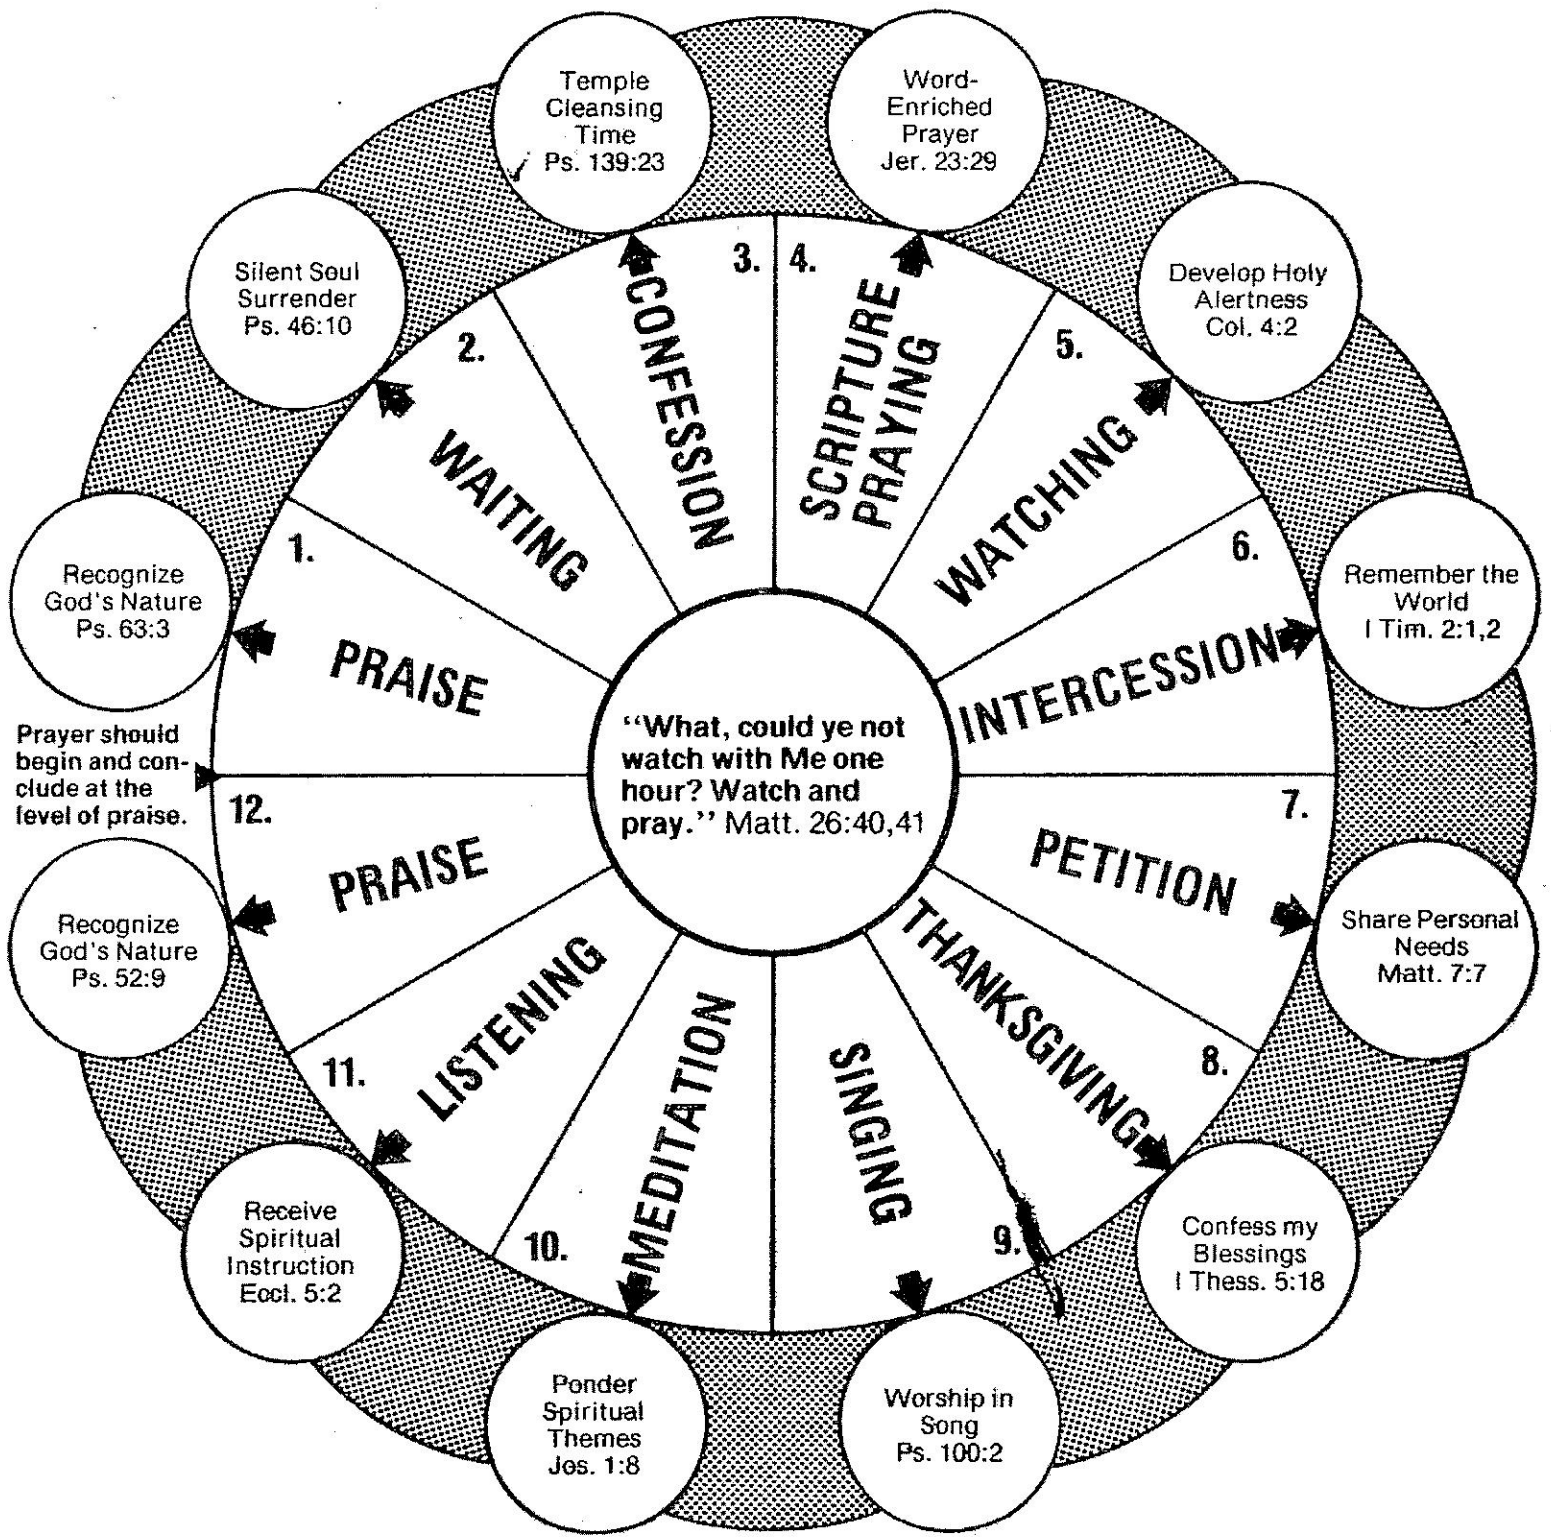 Temple
Cleansing
Time
Ps. 139:23
Word-
Enriched
Prayer
Jer. 23:29
Silent Soul
Surrender
Ps. 46:10
Develop Holy
Alertness
Col. 4:2
Recognize
God's Nature
Ps. 63:3
Remember the
World
I Tim. 2:1,2
Prayer should
begin and con-
clude at the
level of praise.
Recognize
God's Nature
Ps. 52:9
Share Personal
Needs
Matt. 7:7
Receive
Spiritual
Instruction
Eccl. 5:2
Confess my
Blessings
I Thess. 5:18
Ponder
Spiritual
Themes
Jos. 1:8
Worship in
Song
Ps. 100:2
1.
PRAISE
2.
WAITING
3.
CONFESSION
4.
SCRIPTURE
PRAYING
5.
WATCHING
6.
INTERCESSION
7.
PETITION
8.
THANKSGIVING
9.
SINGING
10.
MEDITATION
11.
LISTENING
12.
PRAISE
“What, could ye not
watch with Me one
hour? Watch and
pray.” Matt. 26:40,41